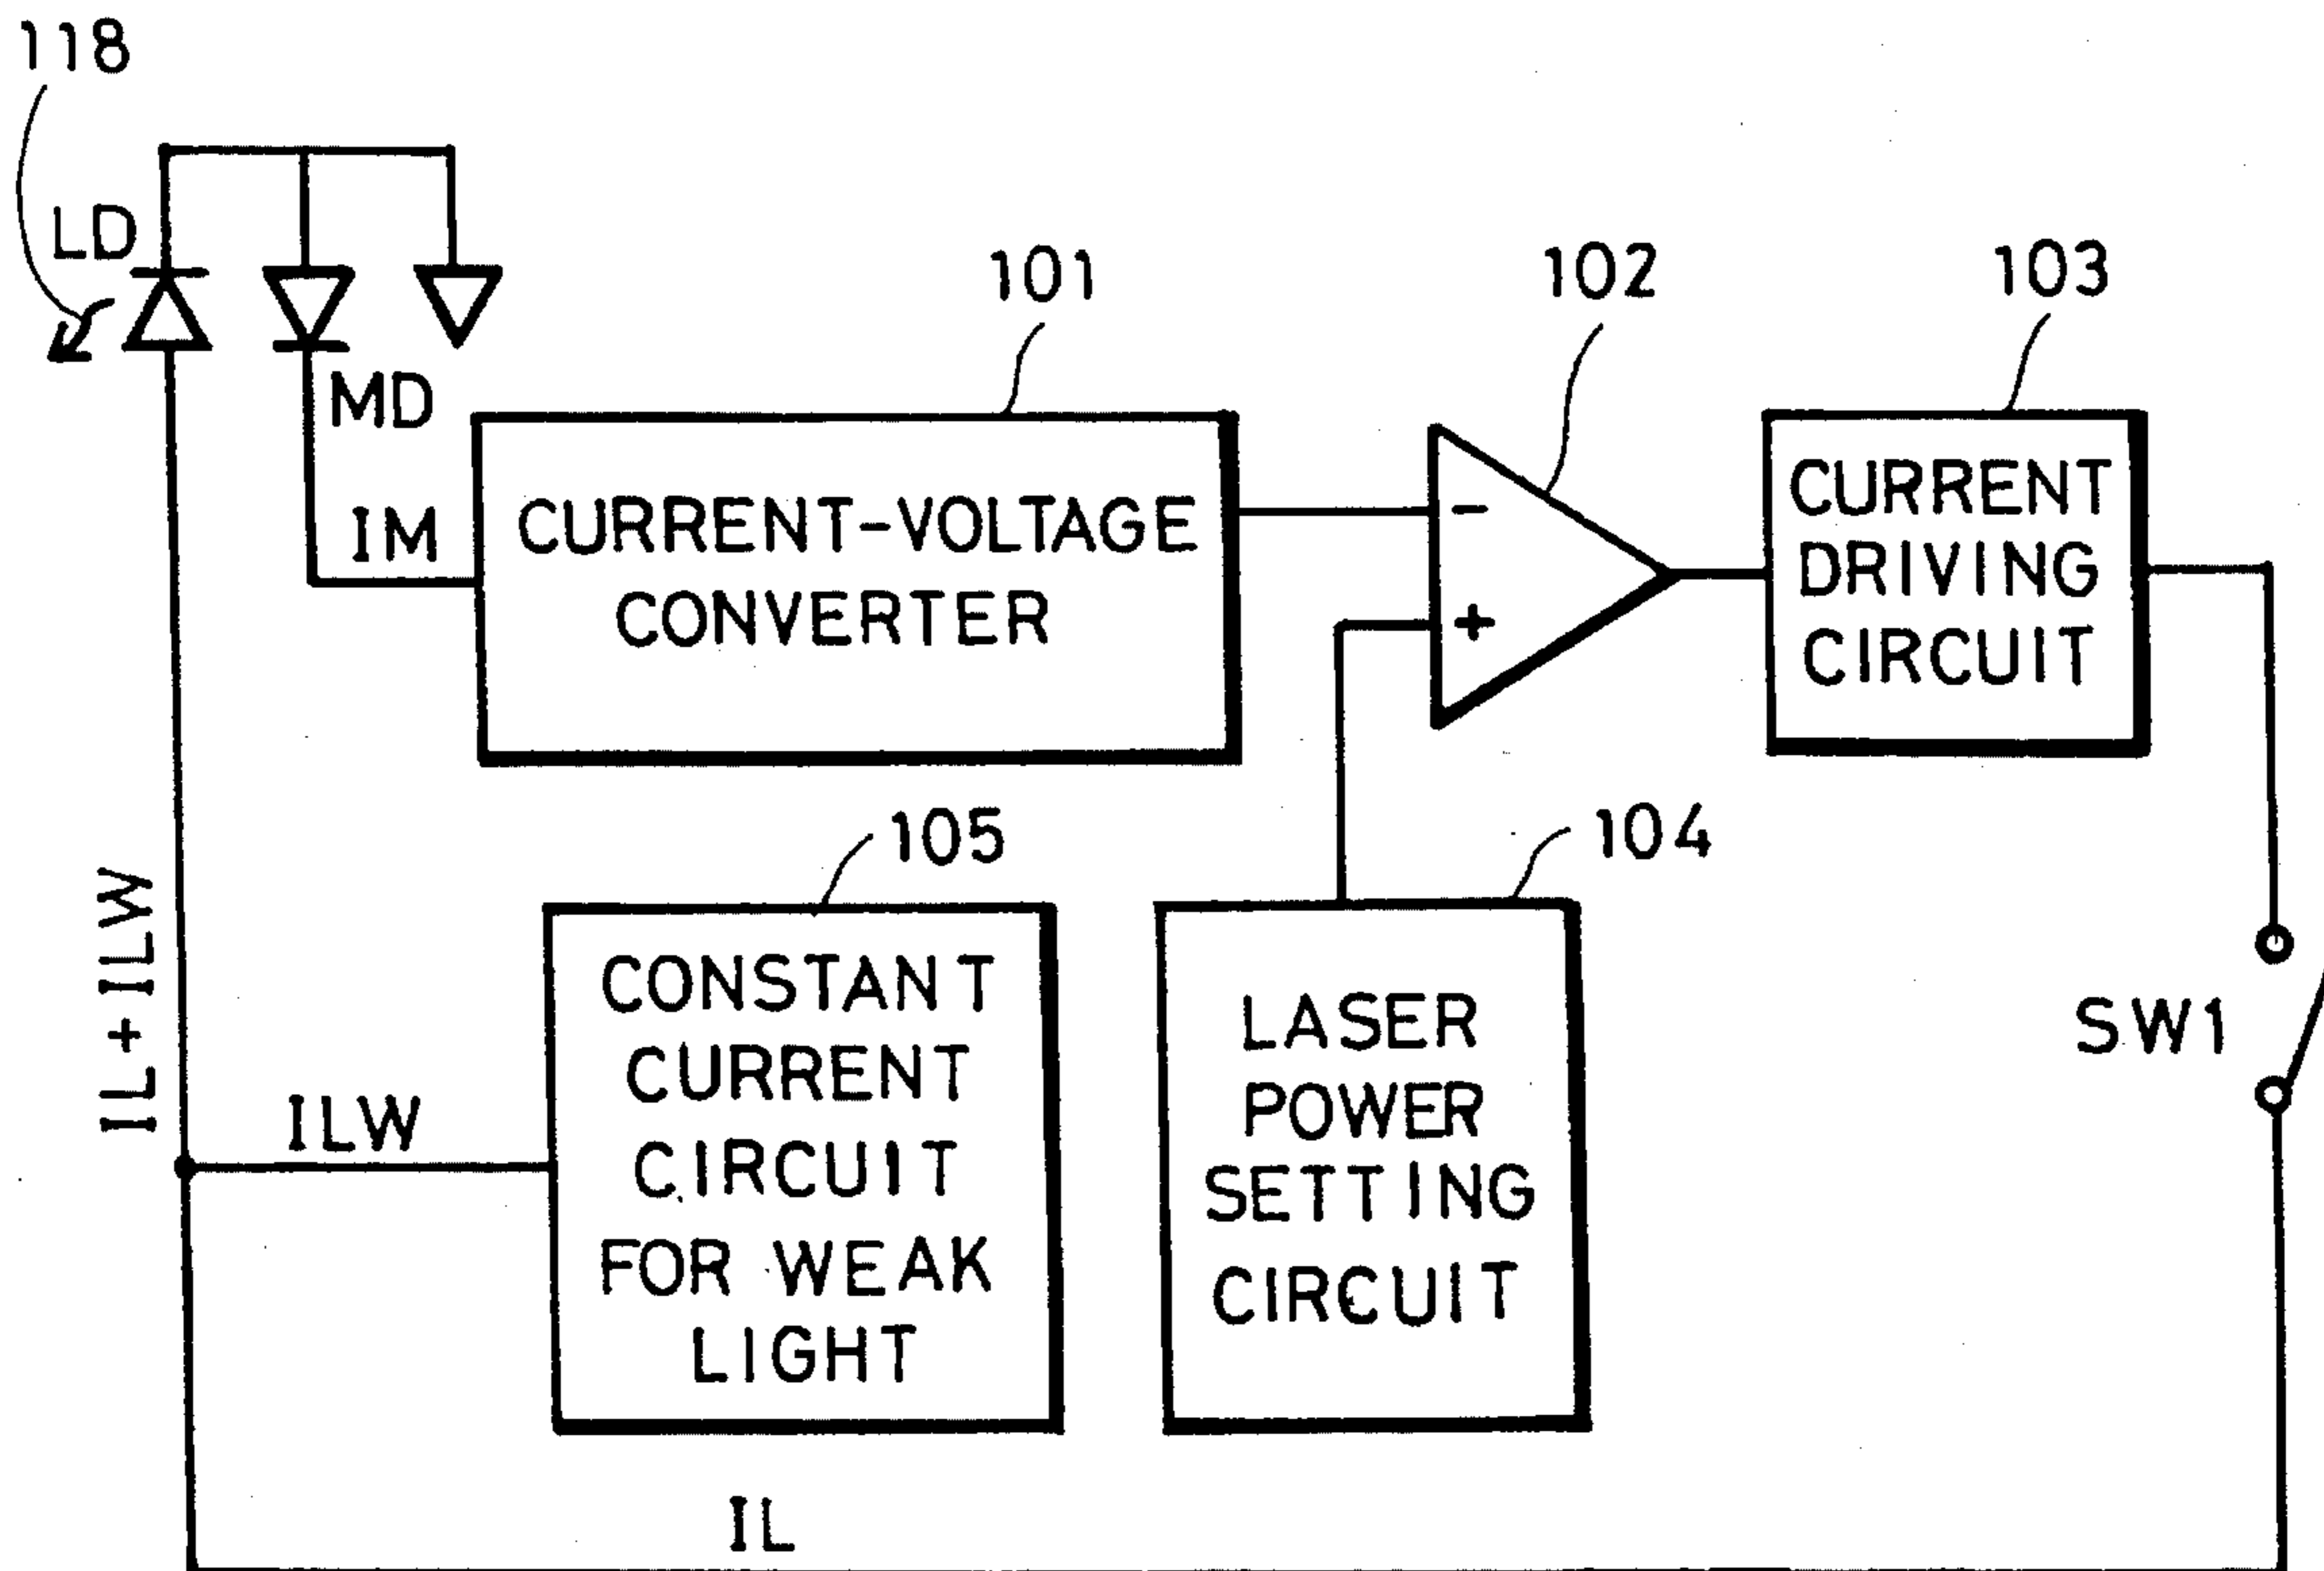 118
LD
MD
101
102
103
IM
CURRENT-VOLTAGE
CONVERTER
-
+
CURRENT
DRIVING
CIRCUIT
105
104
IL+ILW
ILW
CONSTANT
CURRENT
CIRCUIT
FOR WEAK
LIGHT
LASER
POWER
SETTING
CIRCUIT
SW1
IL